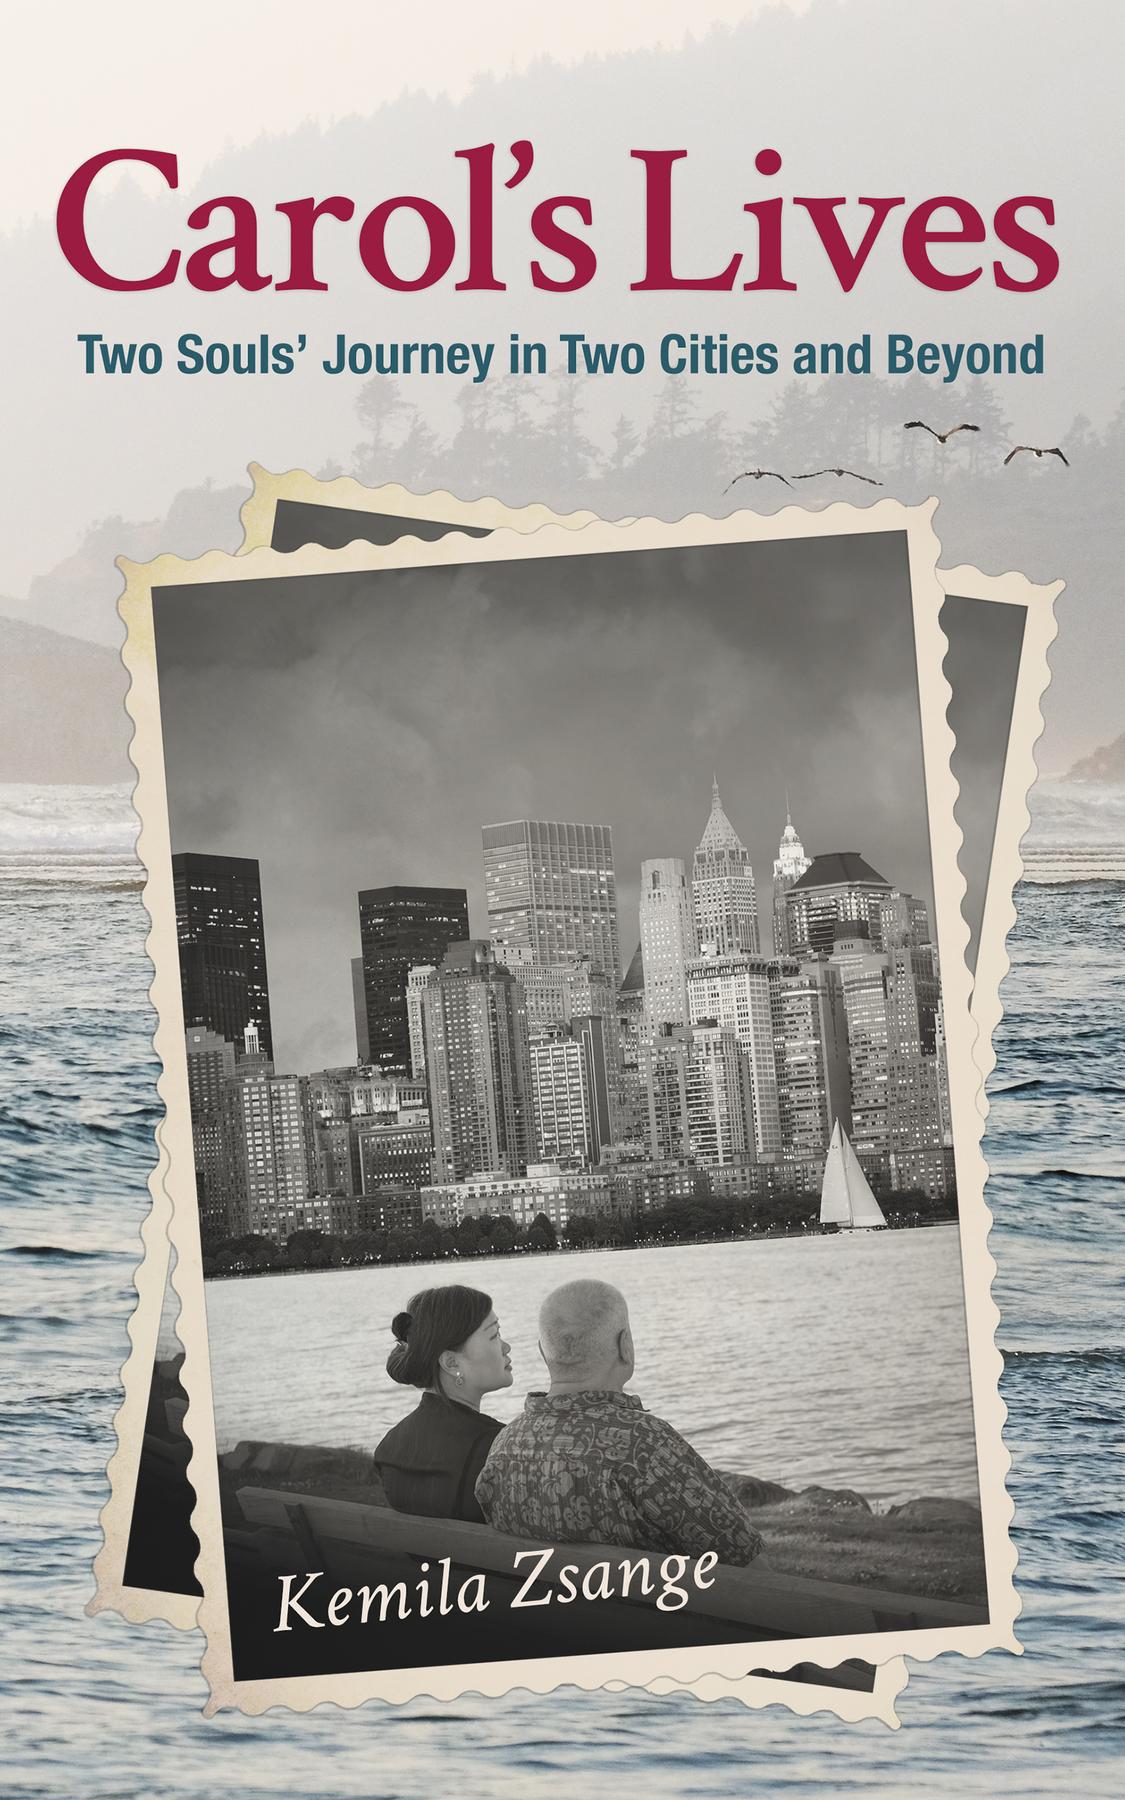 Carol’s Lives
Two Souls’ Journey in Two Cities and Beyond
Kemila Zsange